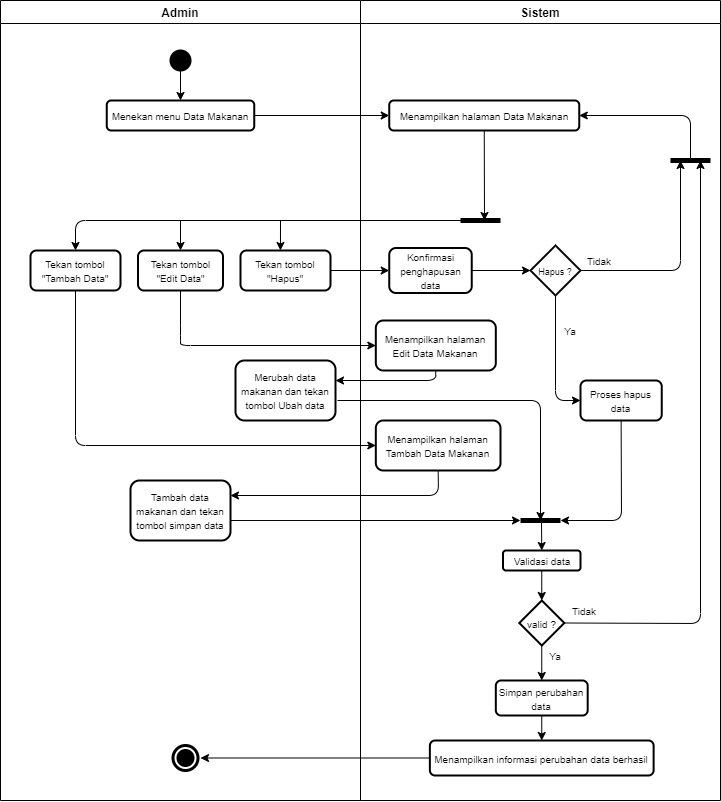 Admin
Sistem
Menekan menu Data Makanan
Menampilkan halaman Data Makanan
Tekan tombol
"Tambah Data"
Tekan tombol
"Edit Data"
Tekan tombol
"Hapus"
Konfirmasi
penghapusan
data
Hapus ?
Tidak
Ya
Menampilkan halaman
Edit Data Makanan
Merubah data
makanan dan tekan
tombol Ubah data
Proses hapus
data
Menampilkan halaman
Tambah Data Makanan
Tambah data
makanan dan tekan
tombol simpan data
Validasi data
valid ?
Tidak
Ya
Simpan perubahan
data
Menampilkan informasi perubahan data berhasil